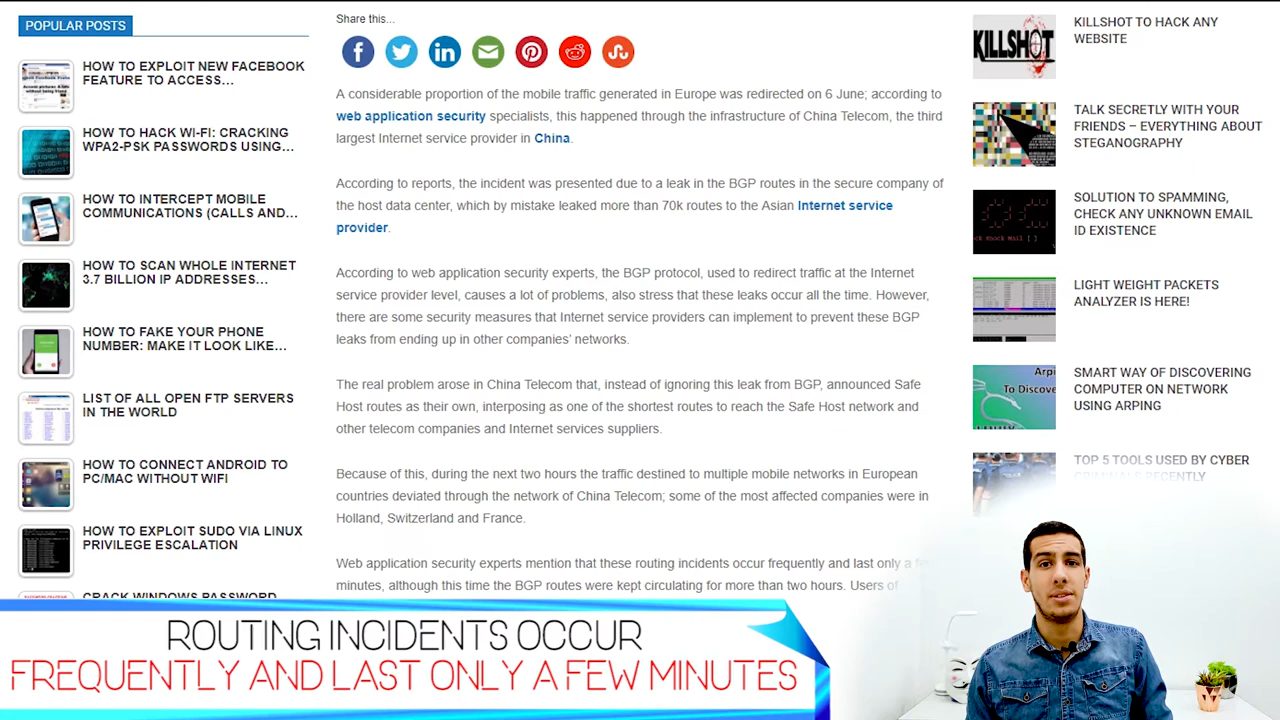 POPULAR POSTS
HOW TO EXPLOIT NEW FACEBOOK
FEATURE TO ACCESS...
HOW TO HACK WI-FI: CRACKING
WPA2-PSK PASSWORDS USING...
HOW TO INTERCEPT MOBILE
COMMUNICATIONS (CALLS AND...
HOW TO SCAN WHOLE INTERNET
3.7 BILLION IP ADDRESSES...
HOW TO FAKE YOUR PHONE
NUMBER: MAKE IT LOOK LIKE...
LIST OF ALL OPEN FTP SERVERS
IN THE WORLD
HOW TO CONNECT ANDROID TO
PC/MAC WITHOUT WIFI
HOW TO EXPLOIT SUDO VIA LINUX
PRIVILEGE ESCALATION
CRACK WINDOWS PASSWORD
Share this...
A considerable proportion of the mobile traffic generated in Europe was redirected on 6 June; according to
web application security specialists, this happened through the infrastructure of China Telecom, the third
largest Internet service provider in China.
According to reports, the incident was presented due to a leak in the BGP routes in the secure company of
the host data center, which by mistake leaked more than 70k routes to the Asian Internet service
provider.
According to web application security experts, the BGP protocol, used to redirect traffic at the Internet
service provider level, causes a lot of problems, also stress that these leaks occur all the time. However,
there are some security measures that Internet service providers can implement to prevent these BGP
leaks from ending up in other companies' networks.
The real problem arose in China Telecom that, instead of ignoring this leak from BGP, announced Safe
Host routes as their own, interposing as one of the shortest routes to reach the Safe Host network and
other telecom companies and Internet services suppliers.
Because of this, during the next two hours the traffic destined to multiple mobile networks in European
countries deviated through the network of China Telecom; some of the most affected companies were in
Holland, Switzerland and France.
Web application security experts mention that these routing incidents occur frequently and last only a few
minutes, although this time the BGP routes were kept circulating for more than two hours. Users of
KILLSHOT
KILLSHOT TO HACK ANY
WEBSITE
TALK SECRETLY WITH YOUR
FRIENDS – EVERYTHING ABOUT
STEGANOGRAPHY
SOLUTION TO SPAMMING,
CHECK ANY UNKNOWN EMAIL
ID EXISTENCE
LIGHT WEIGHT PACKETS
ANALYZER IS HERE!
SMART WAY OF DISCOVERING
COMPUTER ON NETWORK
USING ARPING
TOP 5 TOOLS USED BY CYBER
CRIMINALS RECENTLY
ROUTING INCIDENTS OCCUR
FREQUENTLY AND LAST ONLY A FEW MINUTES